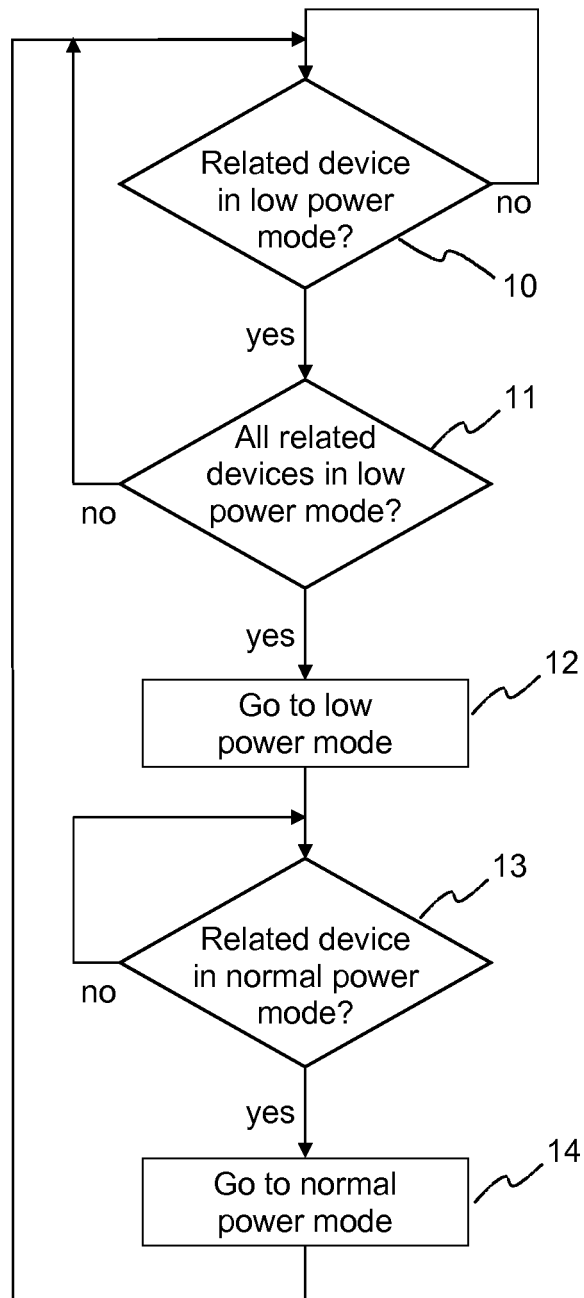 Related device
in low power
mode?
no
10
yes
11
All related
devices in low
power mode?
no
yes
12
Go to low
power mode
13
Related device
in normal power
mode?
no
yes
14
Go to normal
power mode